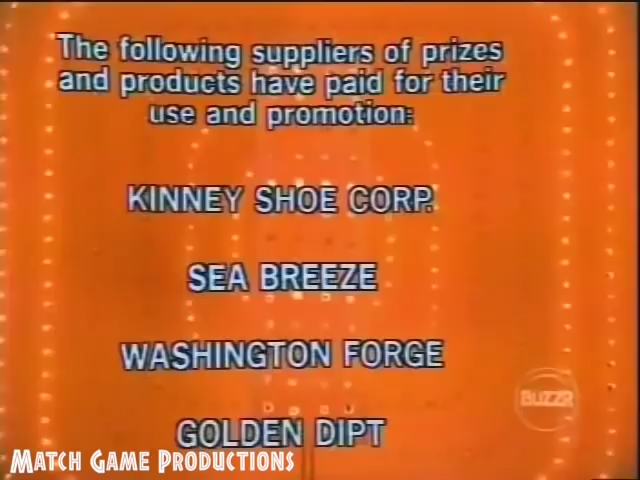 The following suppliers of prizes
and products have paid for their
use and promotion:
KINNEY SHOE CORP.
SEA BREEZE
WASHINGTON FORGE
GOLDEN DIPT
BUZZR
MATCH GAME PRODUCTIONS